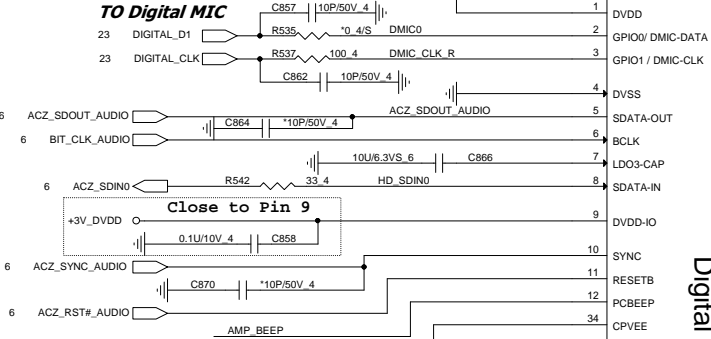 TO Digital MIC
C857 10P/50V_4 1 DVDD
23 DIGITAL_D1 R535 *0_4/S DMIC0 2 GPIO0/ DMIC-DATA
23 DIGITAL_CLK R537 100_4 DMIC_CLK_R 3 GPIO1 / DMIC-CLK
C862 10P/50V_4
4 DVSS
6 ACZ_SDOUT_AUDIO ACZ_SDOUT_AUDIO 5 SDATA-OUT
C864 *10P/50V_4
6 BIT_CLK_AUDIO 6 BCLK
10U/6.3VS_6 C866 7 LDO3-CAP
6 ACZ_SDIN0 R542 33_4 HD_SDIN0 8 SDATA-IN
Close to Pin 9
+3V_DVDD 9 DVDD-IO
0.1U/10V_4 C858
10 SYNC
6 ACZ_SYNC_AUDIO
11 RESETB
C870 *10P/50V_4
12 PCBEEP
6 ACZ_RST#_AUDIO
34 CPVEE
AMP_BEEP
Digital